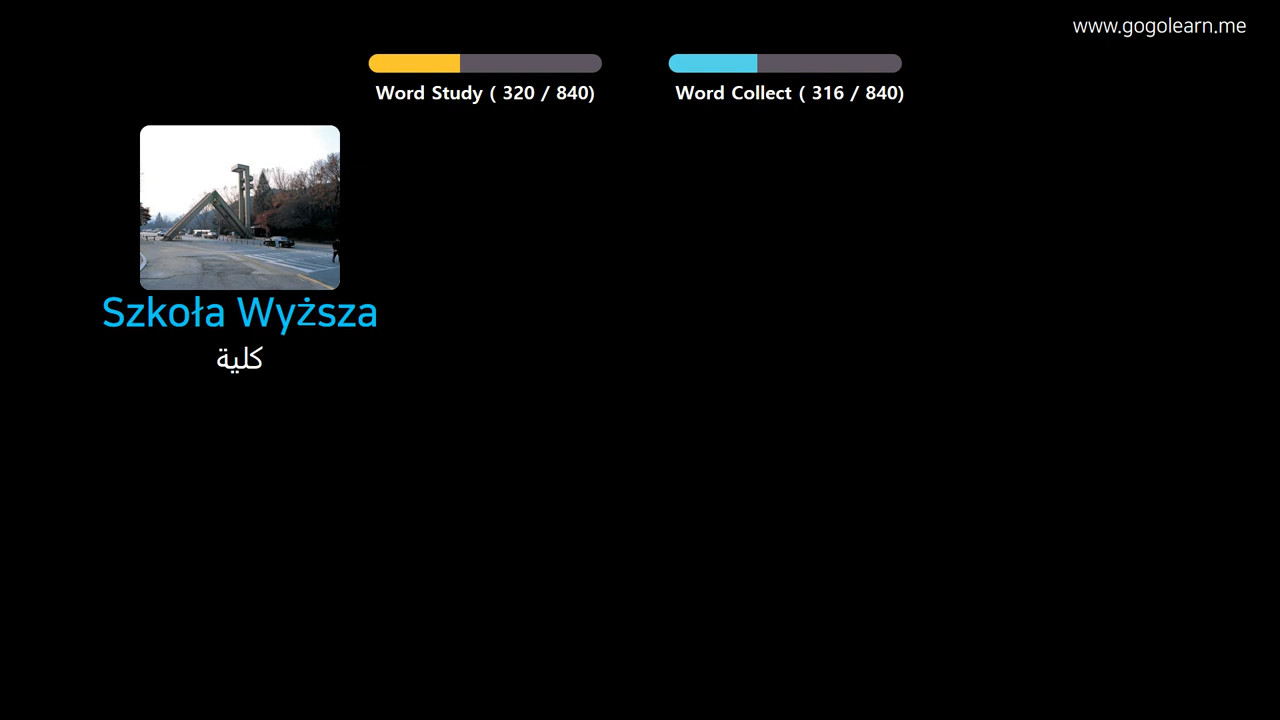 www.gogolearn.me
Word Study ( 320 / 840)
Word Collect ( 316 / 840)
Szkoła Wyższa
كلية